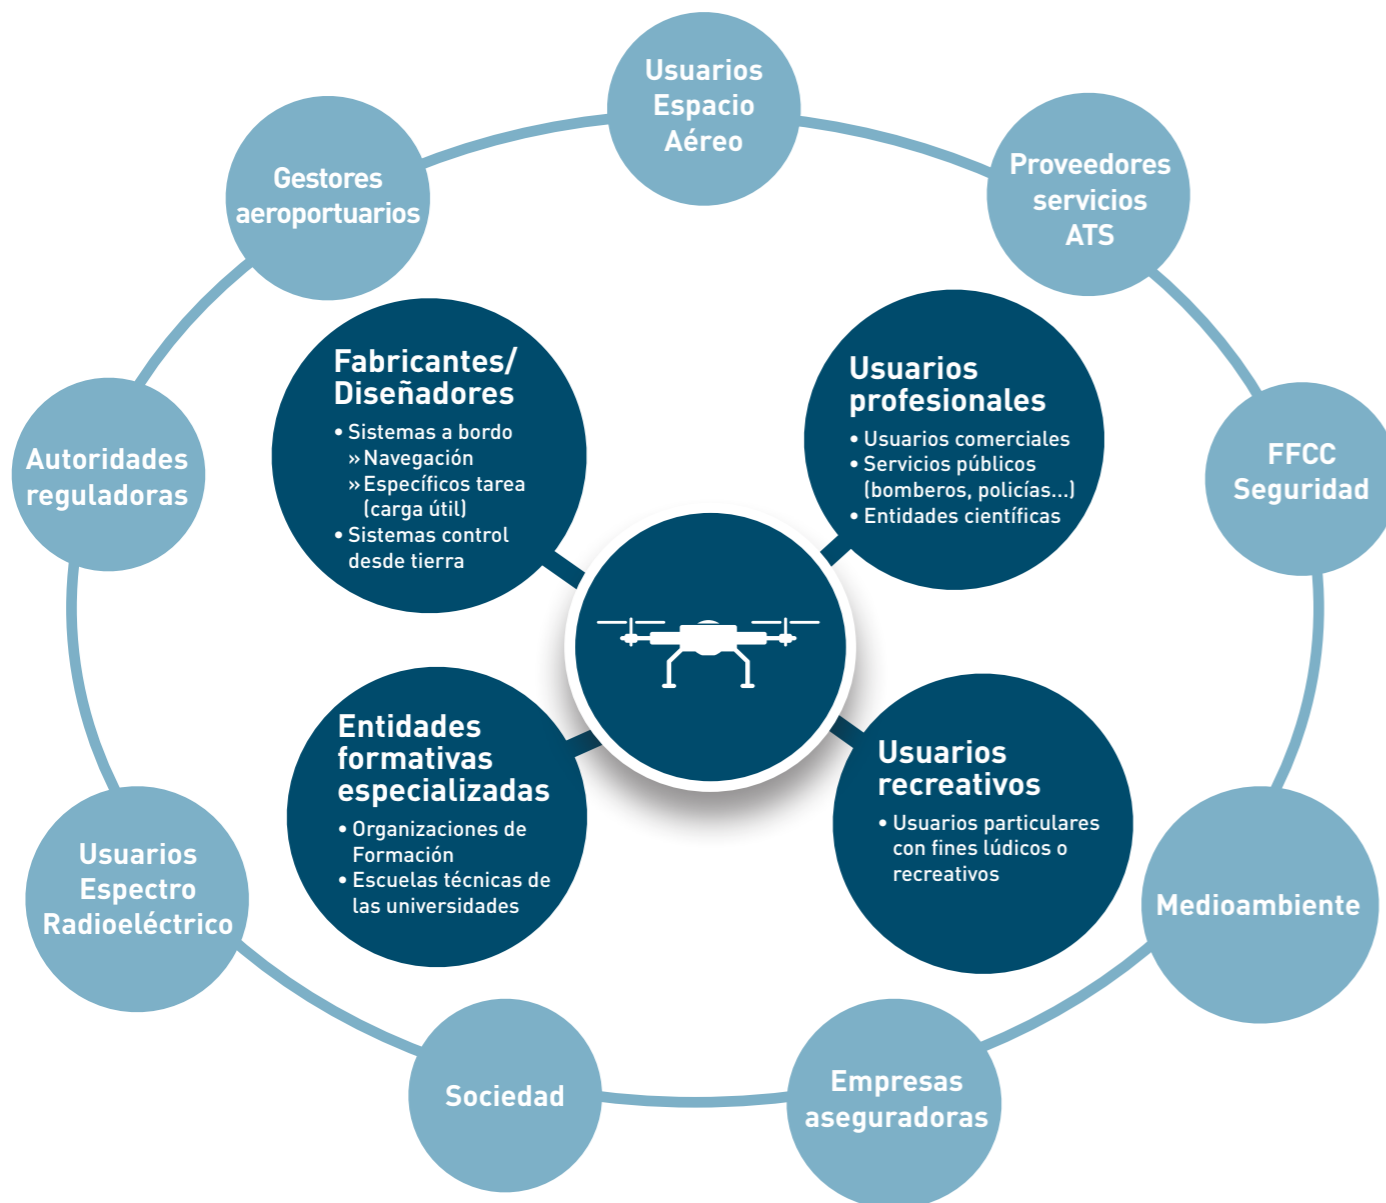 Usuarios
Espacio
Aéreo
Gestores
aeroportuarios
Proveedores
servicios
ATS
Autoridades
reguladoras
FFCC
Seguridad
Fabricantes/
Diseñadores
• Sistemas a bordo
» Navegación
» Específicos tarea
(carga útil)
• Sistemas control
desde tierra
Usuarios
profesionales
• Usuarios comerciales
• Servicios públicos
(bomberos, policías...)
• Entidades científicas
Entidades
formativas
especializadas
• Organizaciones de
Formación
• Escuelas técnicas de
las universidades
Usuarios
recreativos
• Usuarios particulares
con fines lúdicos o
recreativos
Usuarios
Espectro
Radioeléctrico
Medioambiente
Sociedad
Empresas
aseguradoras